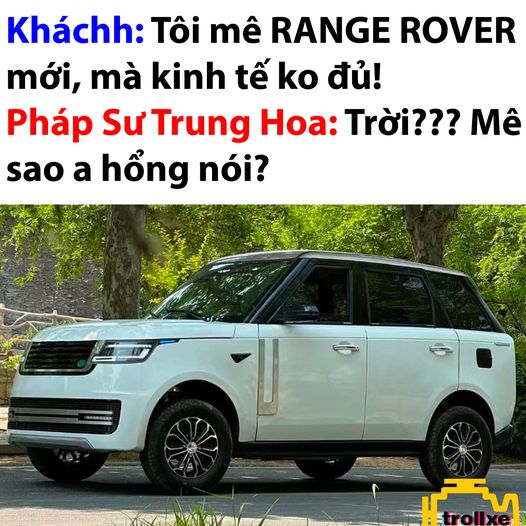 Kháchh: Tôi mê RANGE ROVER
mới, mà kinh tế ko đủ!
Pháp Sư Trung Hoa: Trời??? Mê
sao a hổng nói?
trollxe